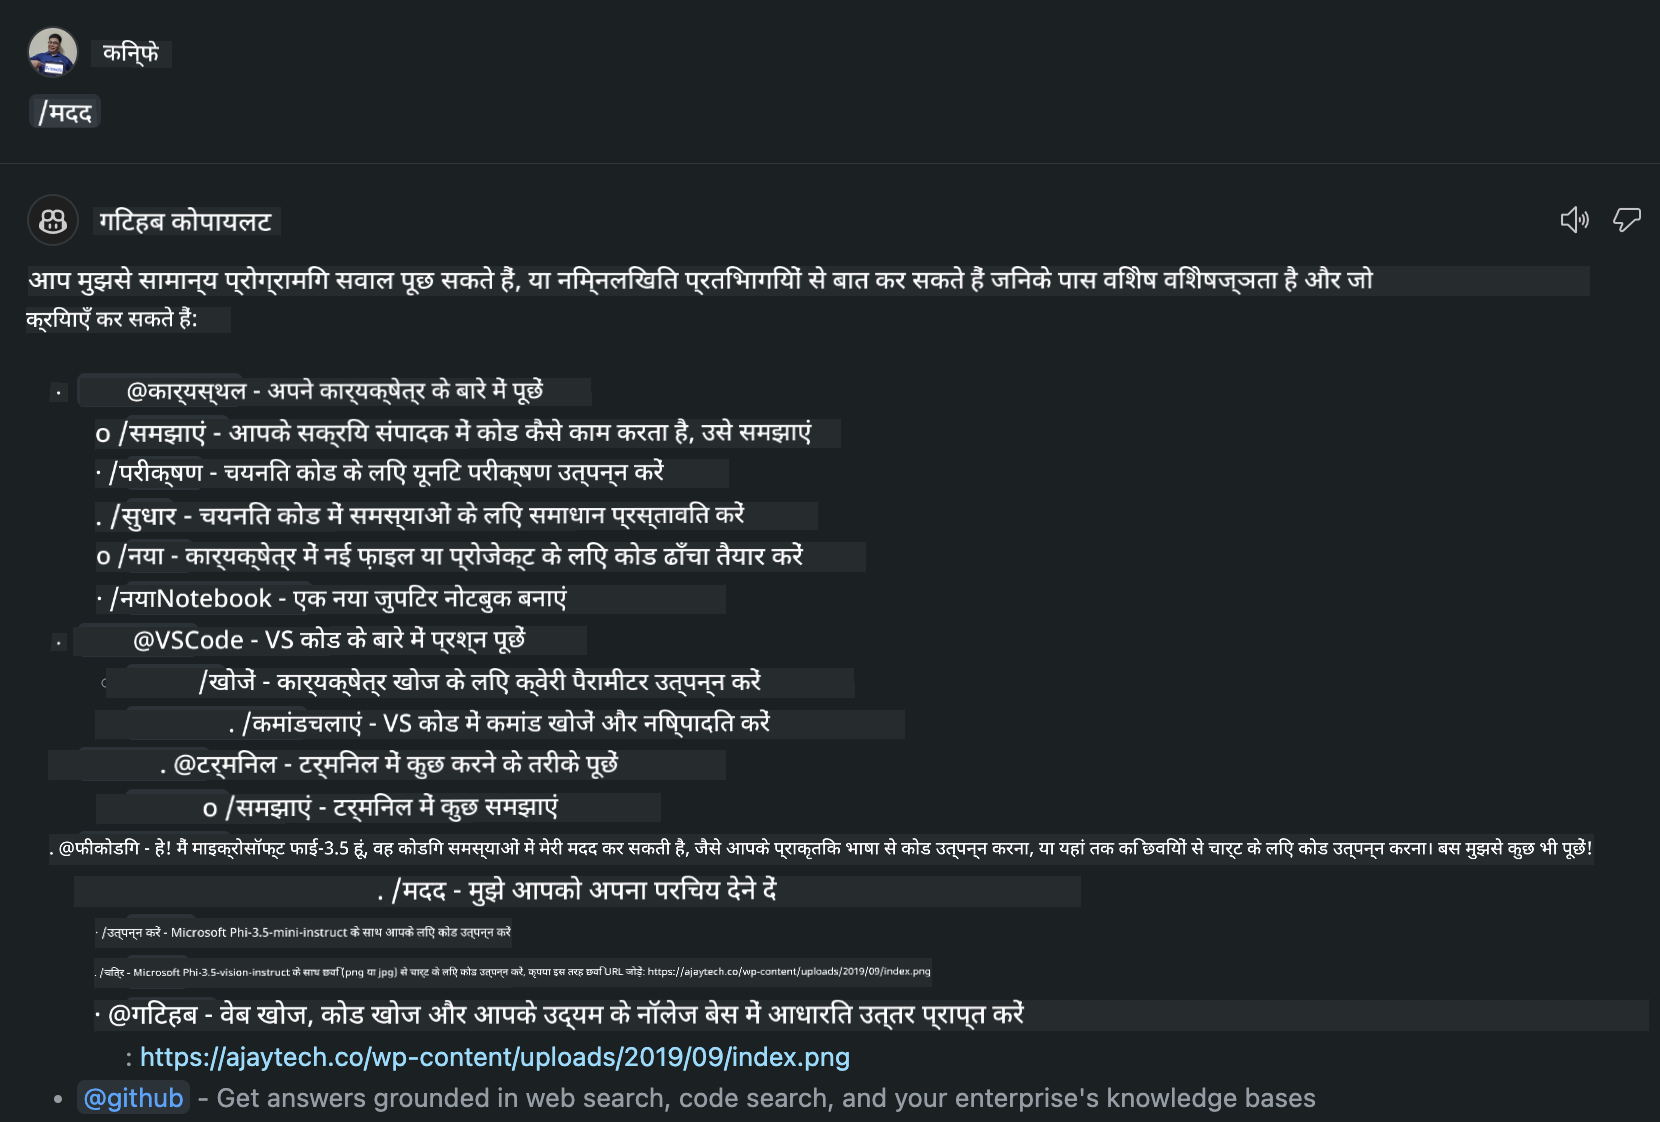 कनि्फे
/मदद
गटिहब कोपायलट
आप मुझसे सामान्य प्रोग्रामगि सवाल पूछ सकते हैं, या नमि्नलखिति प्रतभिागयिों से बात कर सकते हैं जनिके पास वशिेष वशिेषज्ञता है और जो
क्रयिाएँ कर सकते हैं:
· @कार्यस्थल - अपने कार्यक्षेत्र के बारे में पूछें
o /समझाएं - आपके सक्रयि संपादक में कोड कैसे काम करता है, उसे समझाएं
· /परीक्षण - चयनति कोड के लएि यूनटि परीक्षण उत्पन्न करें
. /सुधार - चयनति कोड में समस्याओं के लएि समाधान प्रस्तावति करें
o /नया - कार्यक्षेत्र में नई फ़ाइल या प्रोजेक्ट के लएि कोड ढाँचा तैयार करें
· /नयाNotebook - एक नया जुपटिर नोटबुक बनाएं
· @VSCode - VS कोड के बारे में प्रश्न पूछें
/खोजें - कार्यक्षेत्र खोज के लएि क्वेरी पैरामीटर उत्पन्न करें
. /कमांडचलाएं - VS कोड में कमांड खोजें और नषि्पादति करें
. @टर्मनिल - टर्मनिल में कुछ करने के तरीके पूछें
o /समझाएं - टर्मनिल में कुछ समझाएं
. @फीकोडगि - हे! मैं माइक्रोसॉफ्ट फाई-3.5 हूं, वह कोडगि समस्याओं में मेरी मदद कर सकती है, जैसे आपके प्राकृतकि भाषा से कोड उत्पन्न करना, या यहां तक कि छवयिों से चार्ट के लएि कोड उत्पन्न करना। बस मुझसे कुछ भी पूछें!
. /मदद - मुझे आपको अपना परचिय देने दें
· /उत्पन्न करें - Microsoft Phi-3.5-mini-instruct के साथ आपके लएि कोड उत्पन्न करें
. /चति्र - Microsoft Phi-3.5-vision-instruct के साथ छवि (png या jpg) से चार्ट के लएि कोड उत्पन्न करें, कृपया इस तरह छवि URL जोड़ें: https://ajaytech.co/wp-content/uploads/2019/09/index.png
· @गटिहब - वेब खोज, कोड खोज और आपके उद्यम के नॉलेज बेस में आधारति उत्तर प्राप्त करें
: https://ajaytech.co/wp-content/uploads/2019/09/index.png
• @github - Get answers grounded in web search, code search, and your enterprise's knowledge bases